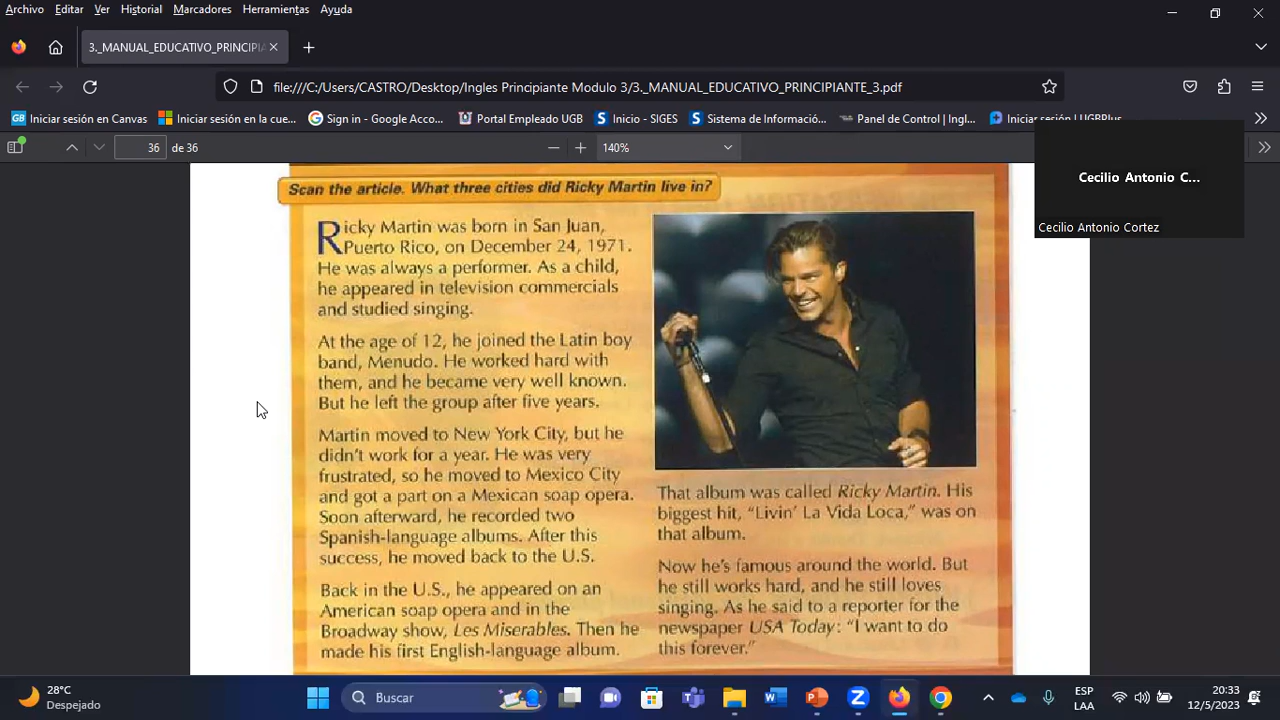 Archivo Editar Ver Historial Marcadores Herramientas Ayuda
3._MANUAL_EDUCATIVO_PRINCIPIA
file:///C:/Users/CASTRO/Desktop/Ingles Principiante Modulo 3/3._MANUAL_EDUCATIVO_PRINCIPIANTE_3.pdf
GB Iniciar sesión en Canvas Iniciar sesión en la cue... Sign in - Google Acco... Portal Empleado UGB S Inicio - SIGES S Sistema de Informació... Panel de Control | Ingl... Iniciar sesión | UGBPlus
36 de 36 140%
Cecilio Antonio C...
Cecilio Antonio Cortez
Scan the article. What three cities did Ricky Martin live in?
Ricky Martin was born in San Juan,
Puerto Rico, on December 24, 1971.
He was always a performer. As a child,
he appeared in television commercials
and studied singing.
At the age of 12, he joined the Latin boy
band, Menudo. He worked hard with
them, and he became very well known.
But he left the group after five years.
Martin moved to New York City, but he
didn't work for a year. He was very
frustrated, so he moved to Mexico City
and got a part on a Mexican soap opera.
Soon afterward, he recorded two
Spanish-language albums. After this
success, he moved back to the U.S.
Back in the U.S., he appeared on an
American soap opera and in the
Broadway show, Les Miserables. Then he
made his first English-language album.
That album was called Ricky Martin. His
biggest hit, "Livin' La Vida Loca," was on
that album.
Now he's famous around the world. But
he still works hard, and he still loves
singing. As he said to a reporter for the
newspaper USA Today: "I want to do
this forever."
28°C
Despejado
Buscar
ESP
LAA
20:33
12/5/2023